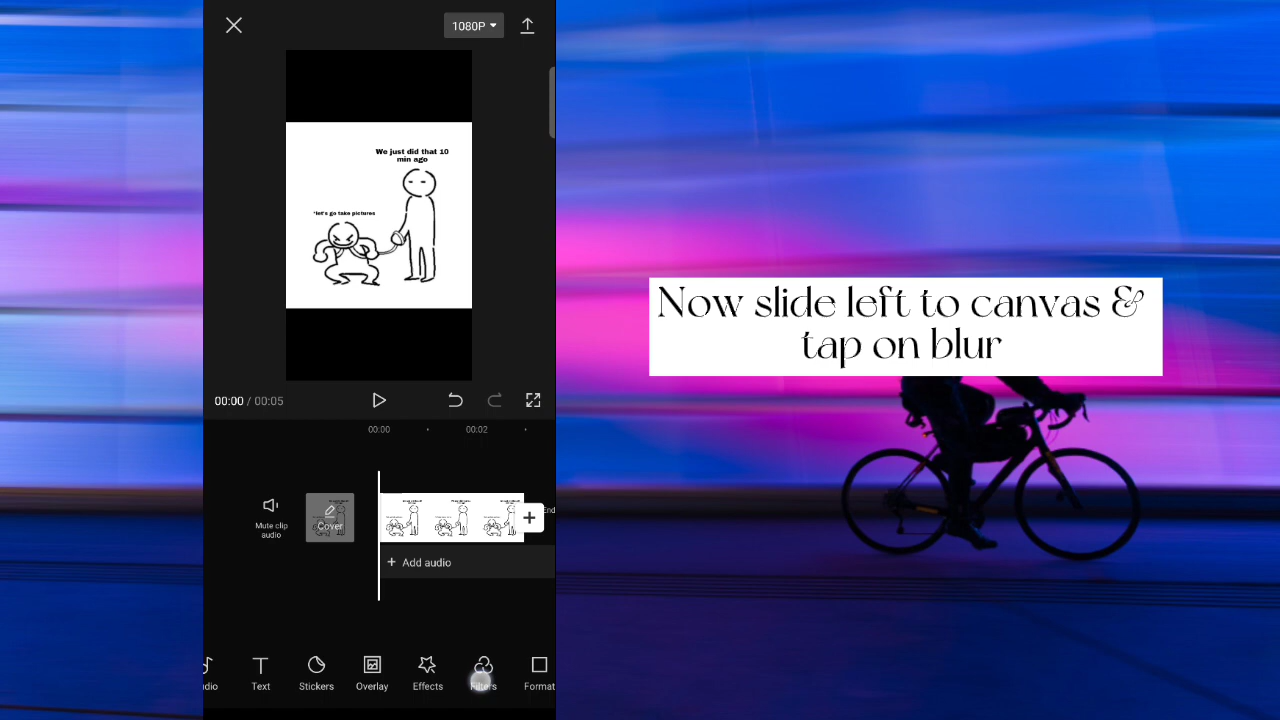 1080P
We just did that 10
min ago
*let's go take pictures
00:00 / 00:05
00:00
00:02
Mute clip
audio
Cover
End
+ Add audio
Text
Stickers
Overlay
Effects
Filters
Format
Now slide left to canvas &
tap on blur